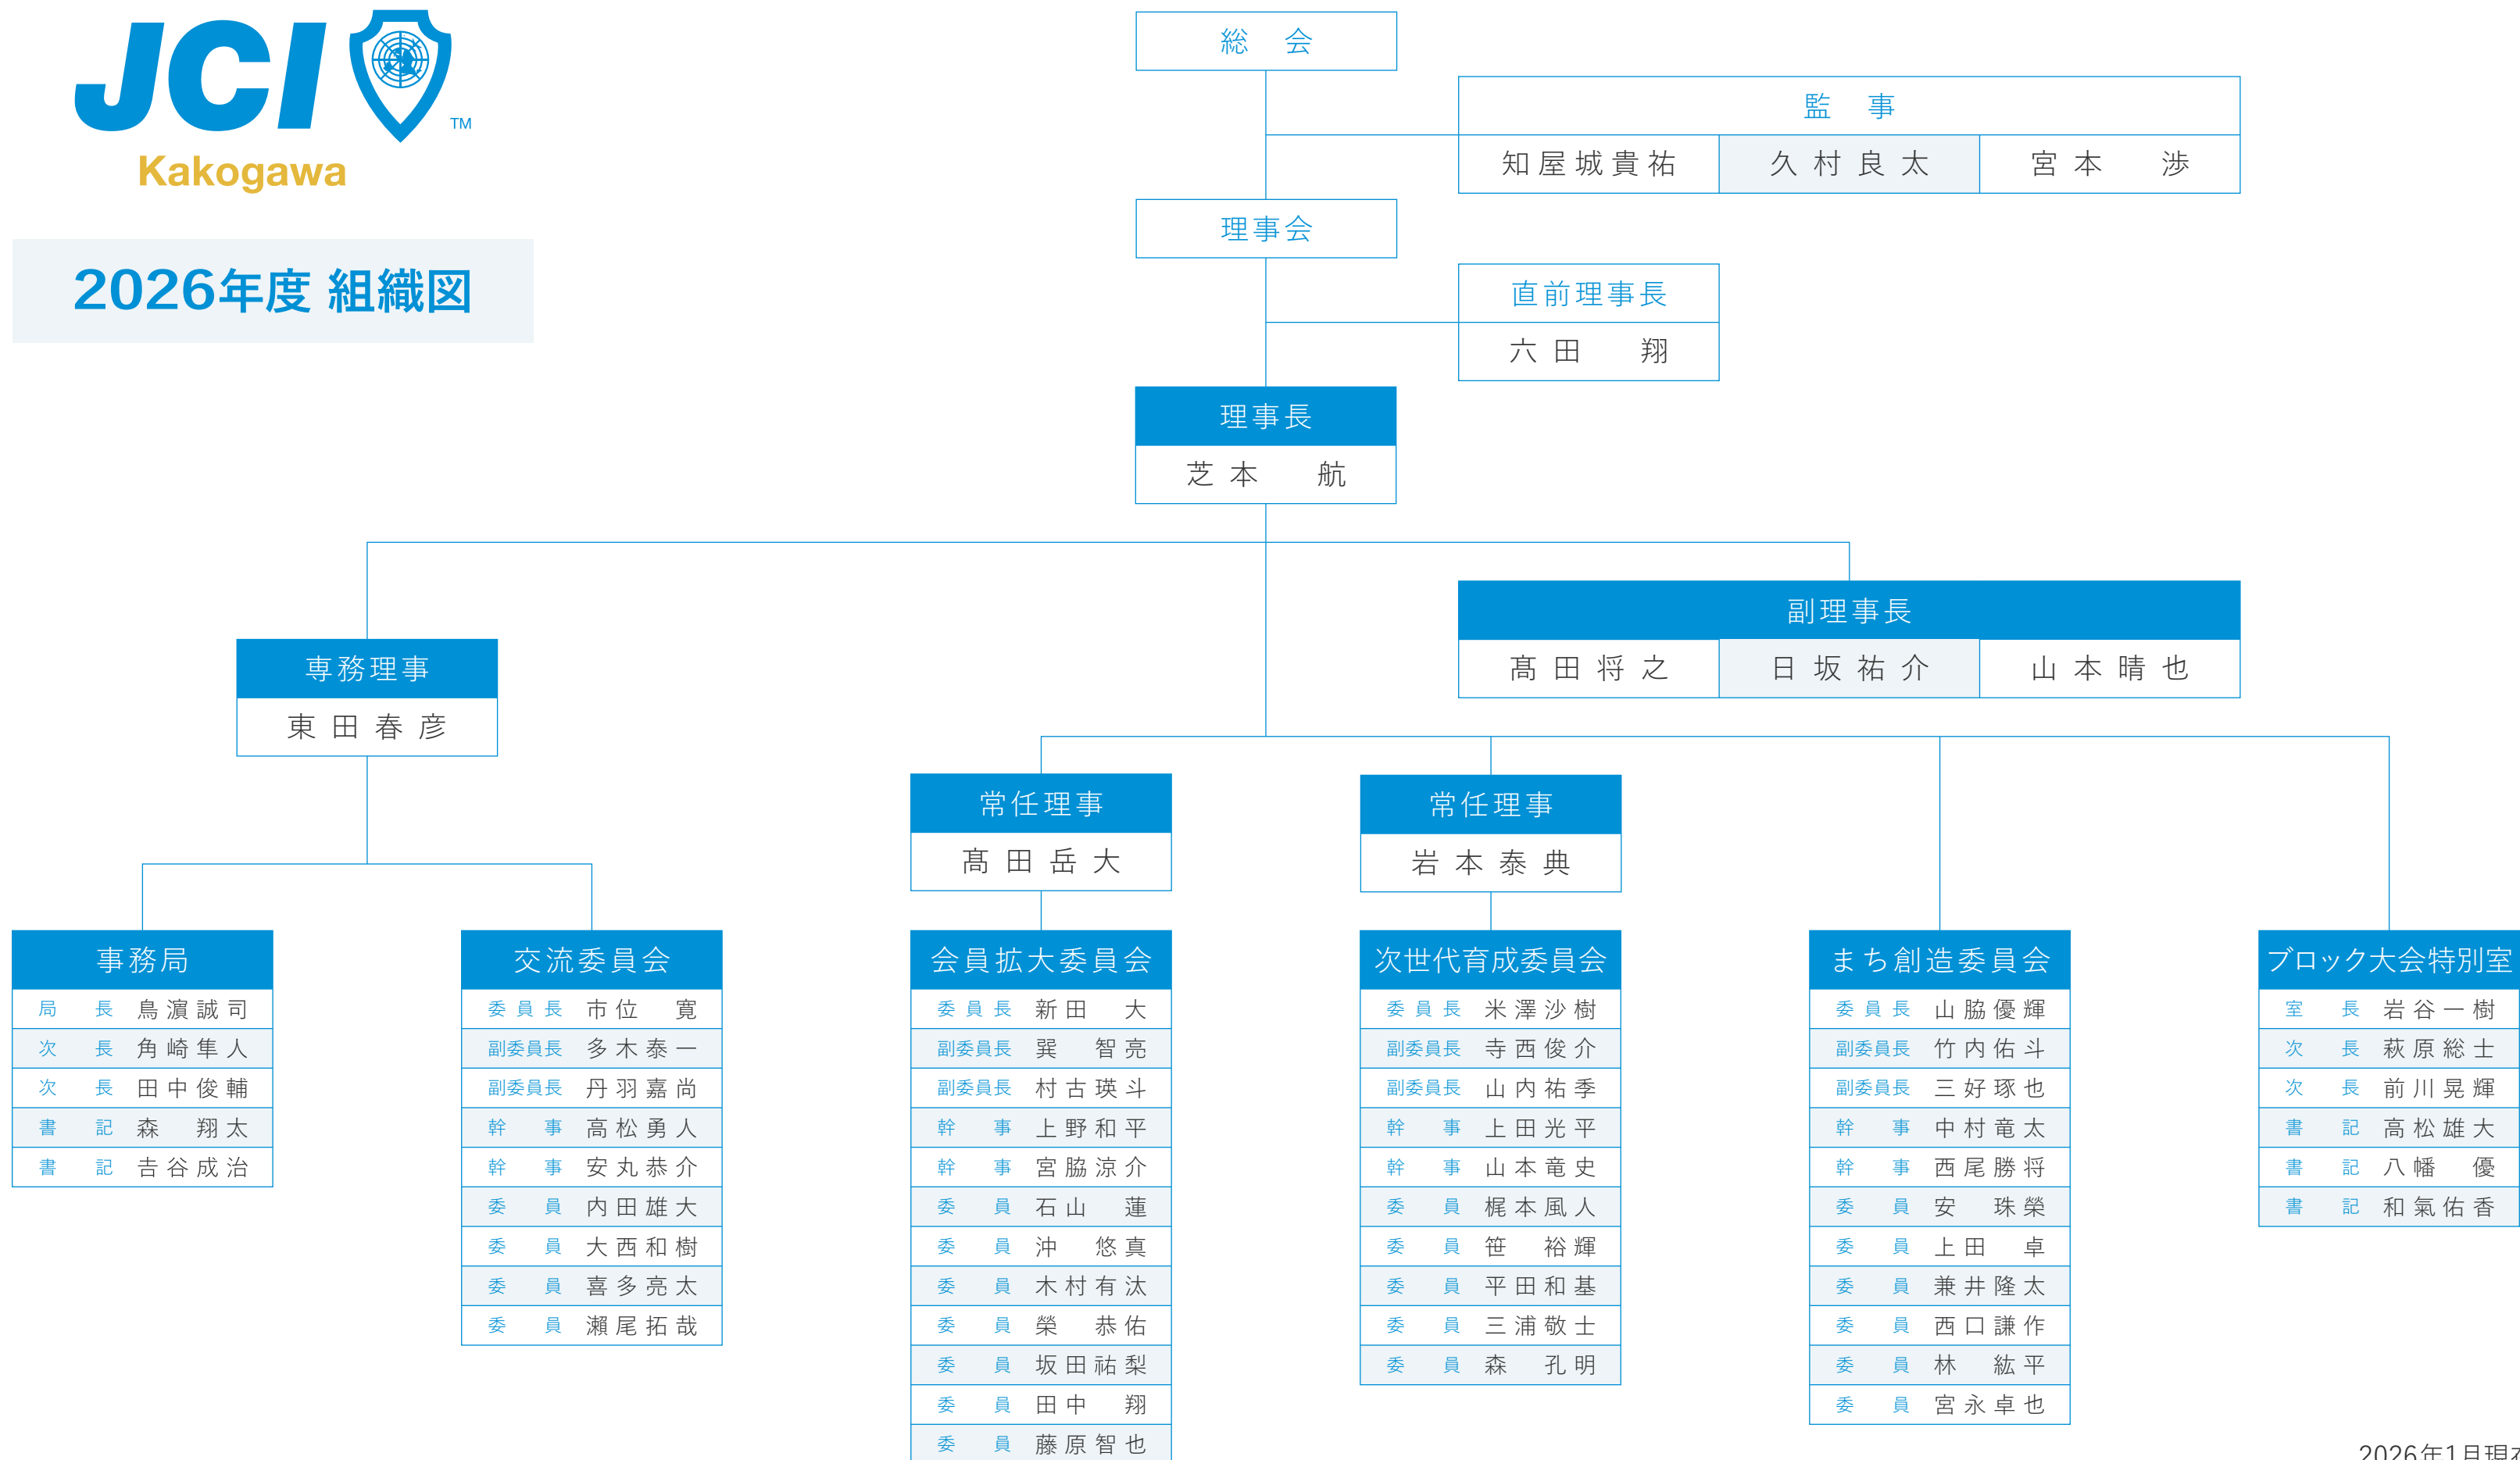 JCI
TM
Kakogawa
2026年度 組織図
総 会
監 事
知屋城貴祐 久村良太 宮本 渉
理事会
直前理事長
六田 翔
理事長
芝本 航
副理事長
髙田将之 日坂祐介 山本晴也
専務理事
東田春彦
常任理事
髙田岳大
常任理事
岩本泰典
事務局
局長 鳥濵誠司
次長 角崎隼人
次長 田中俊輔
書記 森 翔太
書記 吉谷成治
交流委員会
委員長 市位 寛
副委員長 多木泰一
副委員長 丹羽嘉尚
幹事 高松勇人
幹事 安丸恭介
委員 内田雄大
委員 大西和樹
委員 喜多亮太
委員 瀬尾拓哉
会員拡大委員会
委員長 新田 大
副委員長 巽 智亮
副委員長 村古瑛斗
幹事 上野和平
幹事 宮脇涼介
委員 石山 蓮
委員 沖 悠真
委員 木村有汰
委員 榮 恭佑
委員 坂田祐梨
委員 田中 翔
委員 藤原智也
次世代育成委員会
委員長 米澤沙樹
副委員長 寺西俊介
副委員長 山内祐季
幹事 上田光平
幹事 山本竜史
委員 梶本風人
委員 笹 裕輝
委員 平田和基
委員 三浦敬士
委員 森 孔明
まち創造委員会
委員長 山脇優輝
副委員長 竹内佑斗
副委員長 三好琢也
幹事 中村竜太
幹事 西尾勝将
委員 安 珠榮
委員 上田 卓
委員 兼井隆太
委員 西口謙作
委員 林 紘平
委員 宮永卓也
ブロック大会特別室
室長 岩谷一樹
次長 萩原総士
次長 前川晃輝
書記 高松雄大
書記 八幡 優
書記 和氣佑香
2026年1月現在